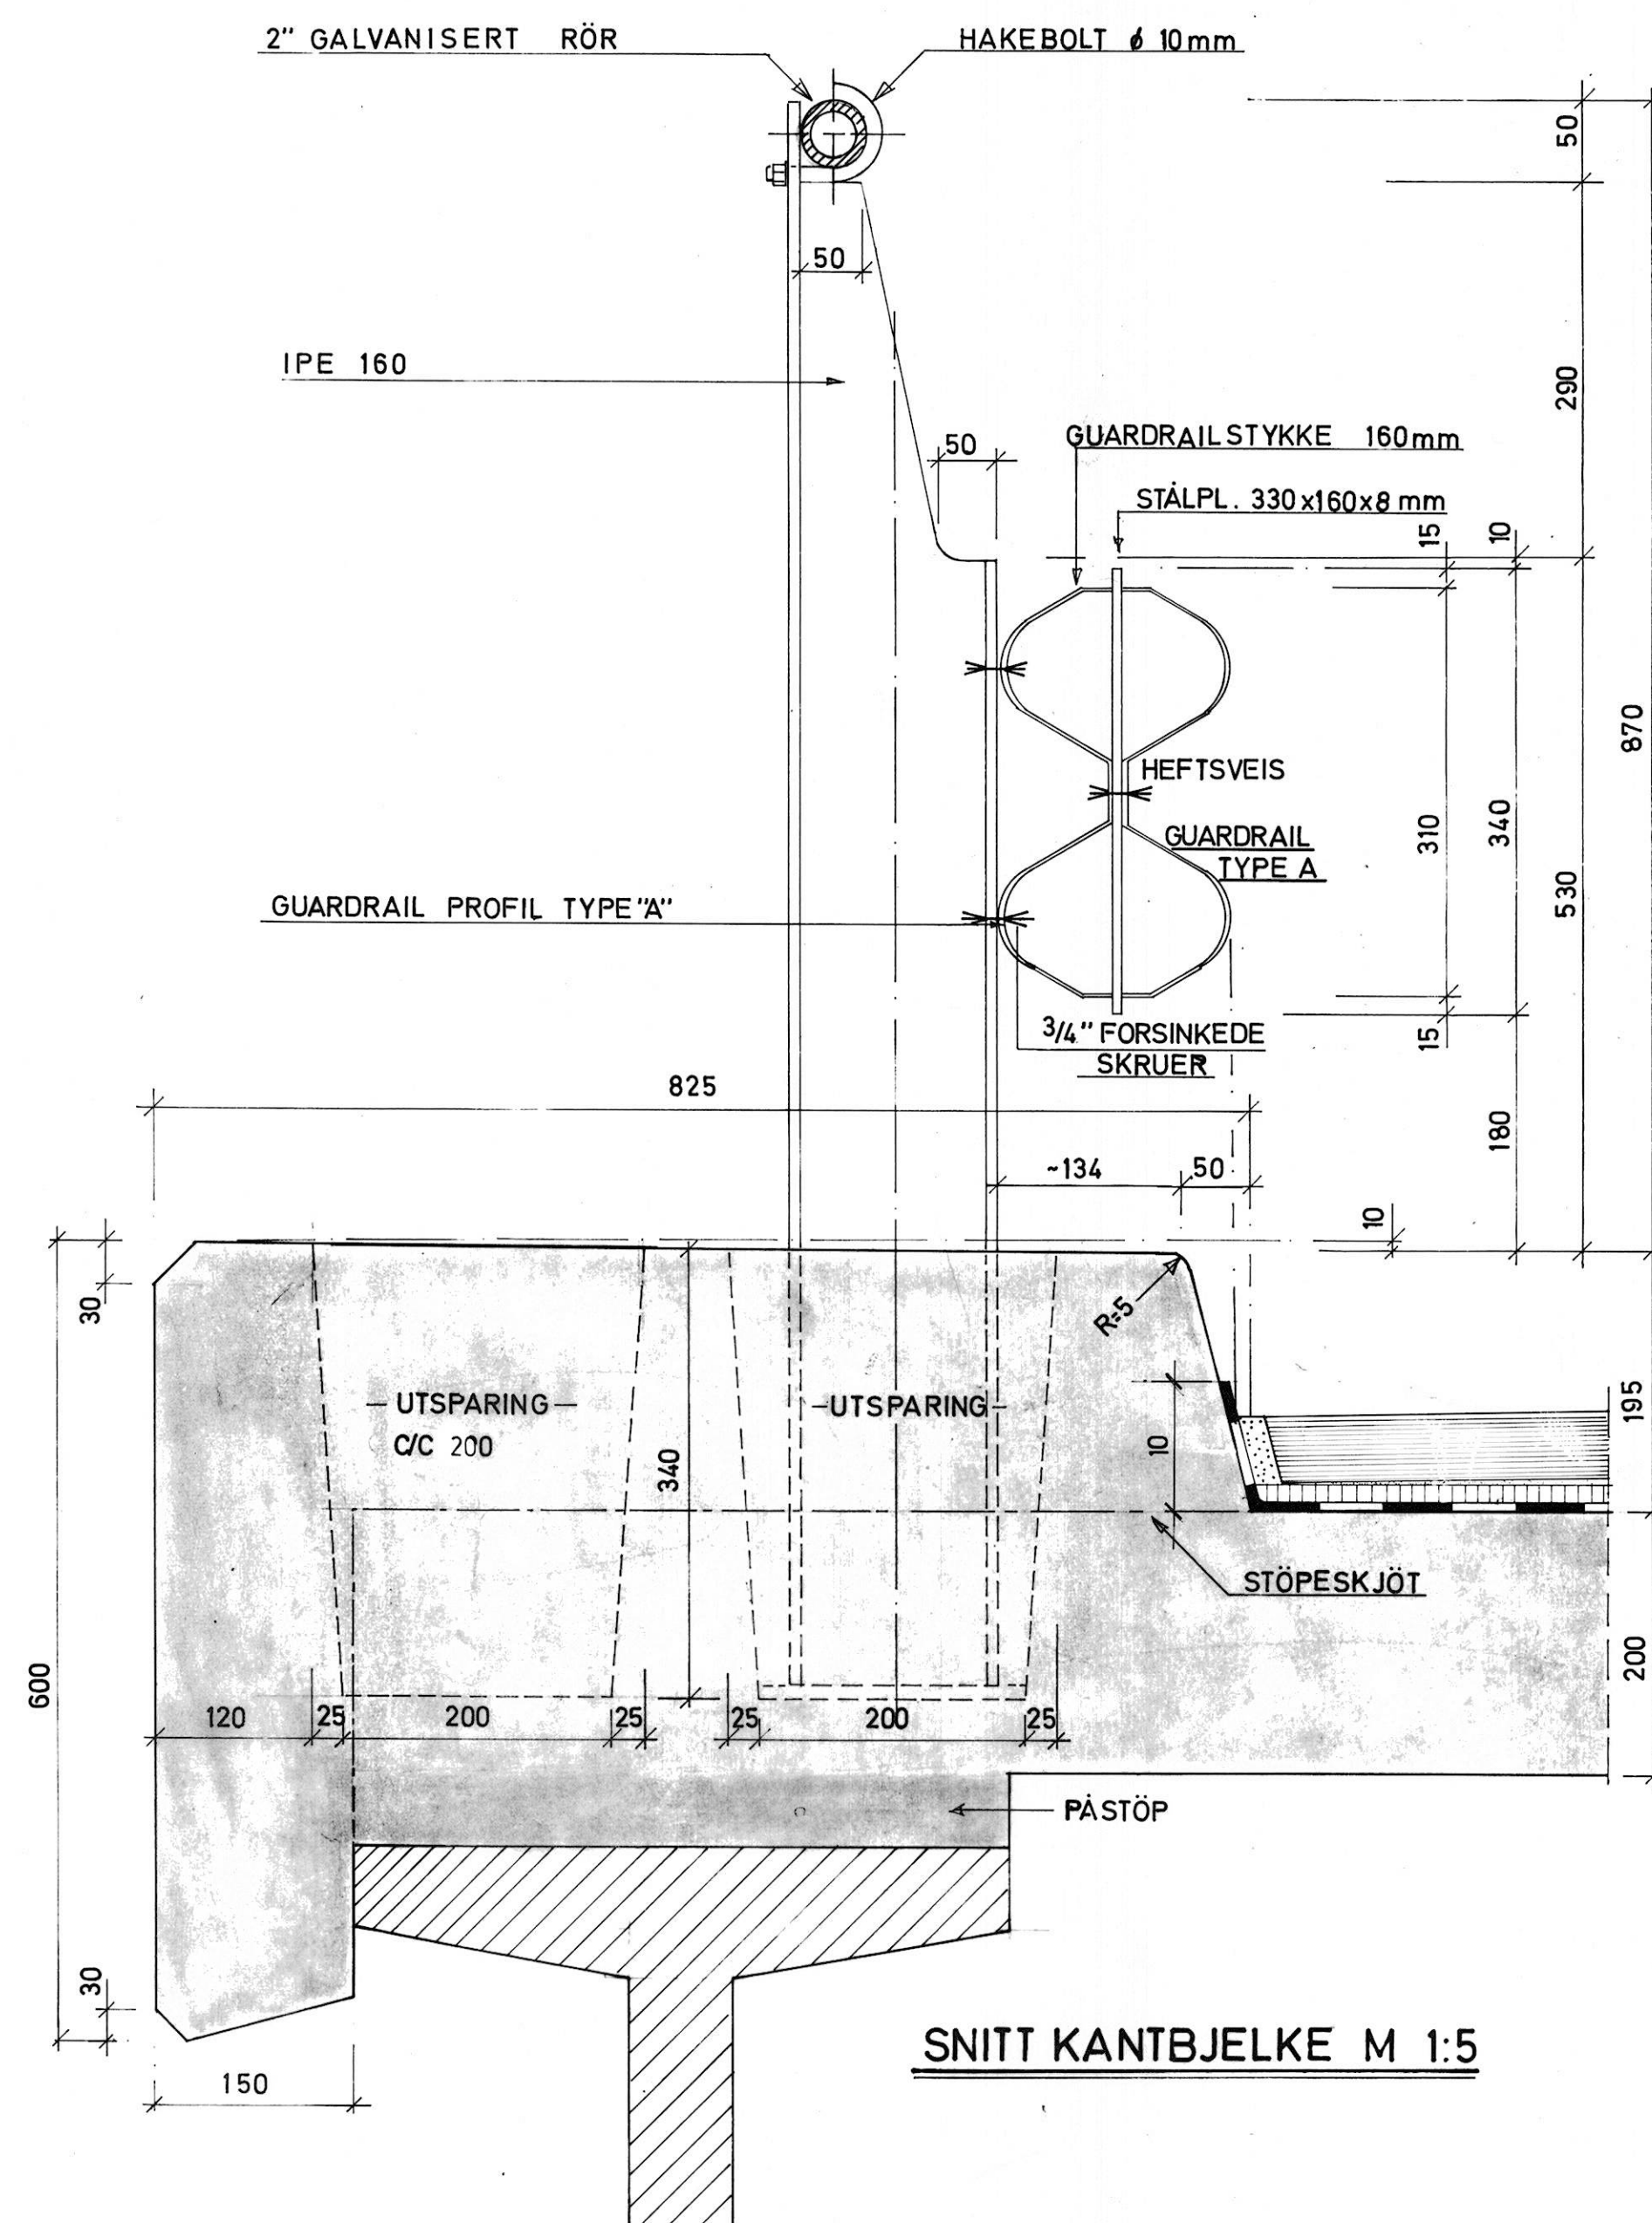 2" GALVANISERT RÖR
HAKEBOLT ø 10mm
50
50
IPE 160
290
GUARDRAILSTYKKE 160mm
50
STÅLPL. 330x160x8 mm
15
10
870
HEFTSVEIS
310
340
GUARDRAIL
TYPE A
530
GUARDRAIL PROFIL TYPE "A"
3/4" FORSINKEDE
SKRUER
15
825
180
~134
50
10
30
R=5
- UTSPARING -
C/C 200
-UTSPARING-
340
10
195
STÖPESKJÖT
600
200
120
25
200
25
25
200
25
PÅSTÖP
30
SNITT KANTBJELKE M 1:5
150